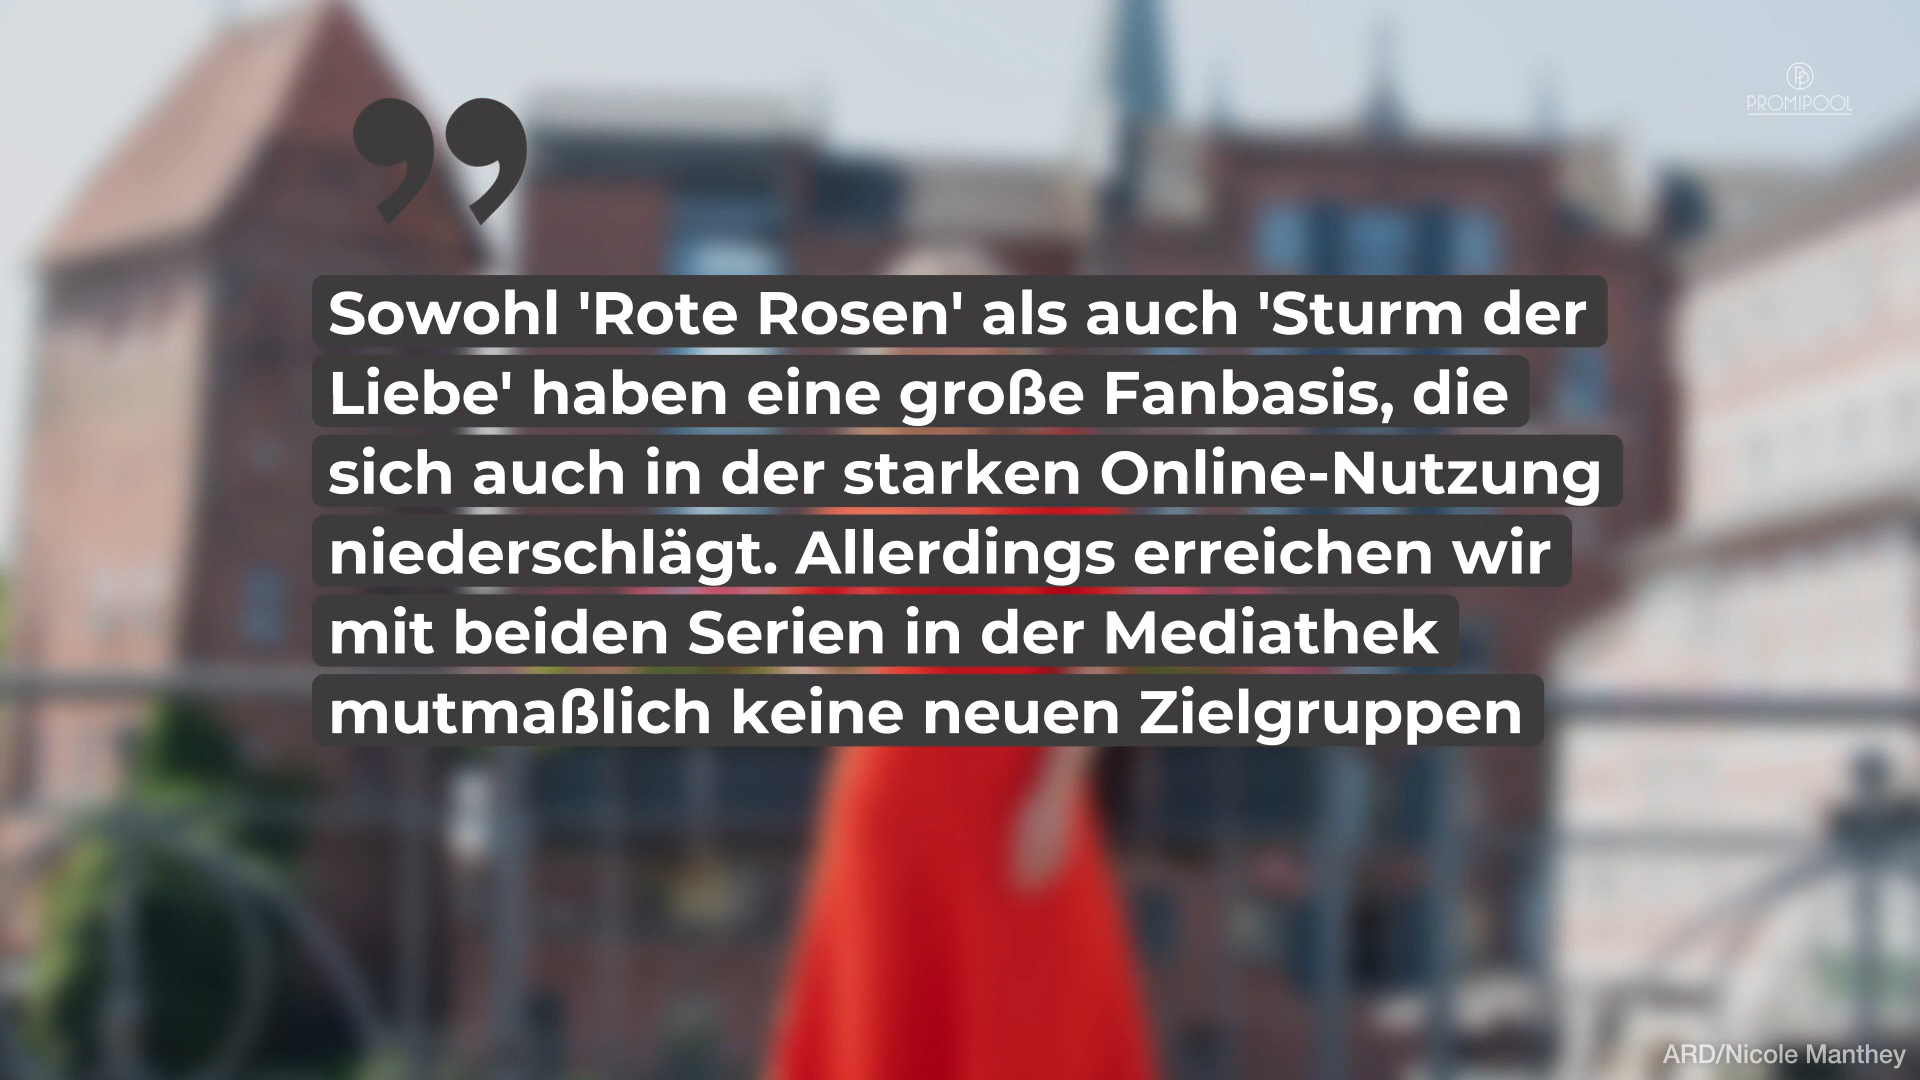 PROMIPOOL
Sowohl 'Rote Rosen' als auch 'Sturm der
Liebe' haben eine große Fanbasis, die
sich auch in der starken Online-Nutzung
niederschlägt. Allerdings erreichen wir
mit beiden Serien in der Mediathek
mutmaßlich keine neuen Zielgruppen
ARD/Nicole Manthey